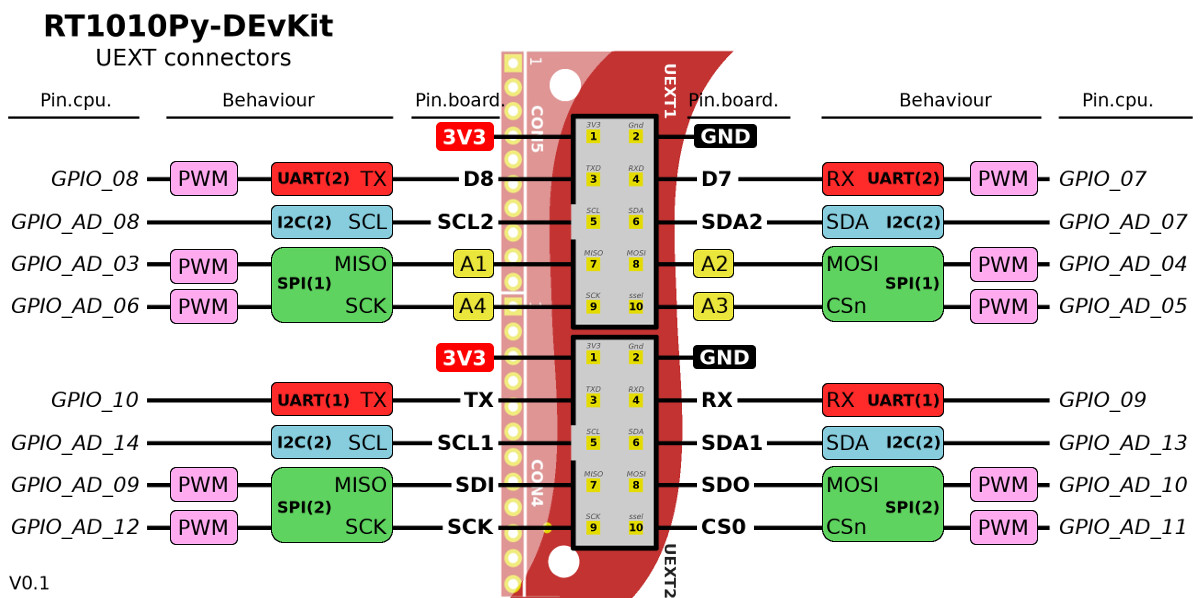 RT1010Py-DEvKit
UEXT connectors
Pin.cpu. Behaviour Pin.board. Pin.board. Behaviour Pin.cpu.
1
UEXT1
CON5
3V3 3V3 Gnd GND
1 2
TXD RXD
GPIO_08 PWM UART(2) TX D8 3 4 D7 RX UART(2) PWM GPIO_07
SCL SDA
GPIO_AD_08 I2C(2) SCL SCL2 5 6 SDA2 SDA I2C(2) GPIO_AD_07
MISO MOSI
GPIO_AD_03 PWM MISO A1 7 8 A2 MOSI PWM GPIO_AD_04
SPI(1) SPI(1)
SCK ssel
GPIO_AD_06 PWM SCK A4 9 10 A3 CSn PWM GPIO_AD_05
3V3 3V3 Gnd GND
1 2
TXD RXD
GPIO_10 UART(1) TX TX 3 4 RX RX UART(1) GPIO_09
SCL SDA
GPIO_AD_14 I2C(2) SCL SCL1 5 6 SDA1 SDA I2C(2) GPIO_AD_13
CON4
MISO MOSI
GPIO_AD_09 PWM MISO SDI 7 8 SDO MOSI PWM GPIO_AD_10
SPI(2) SPI(2)
SCK ssel
GPIO_AD_12 PWM SCK SCK 9 10 CS0 CSn PWM GPIO_AD_11
UEXT2
V0.1